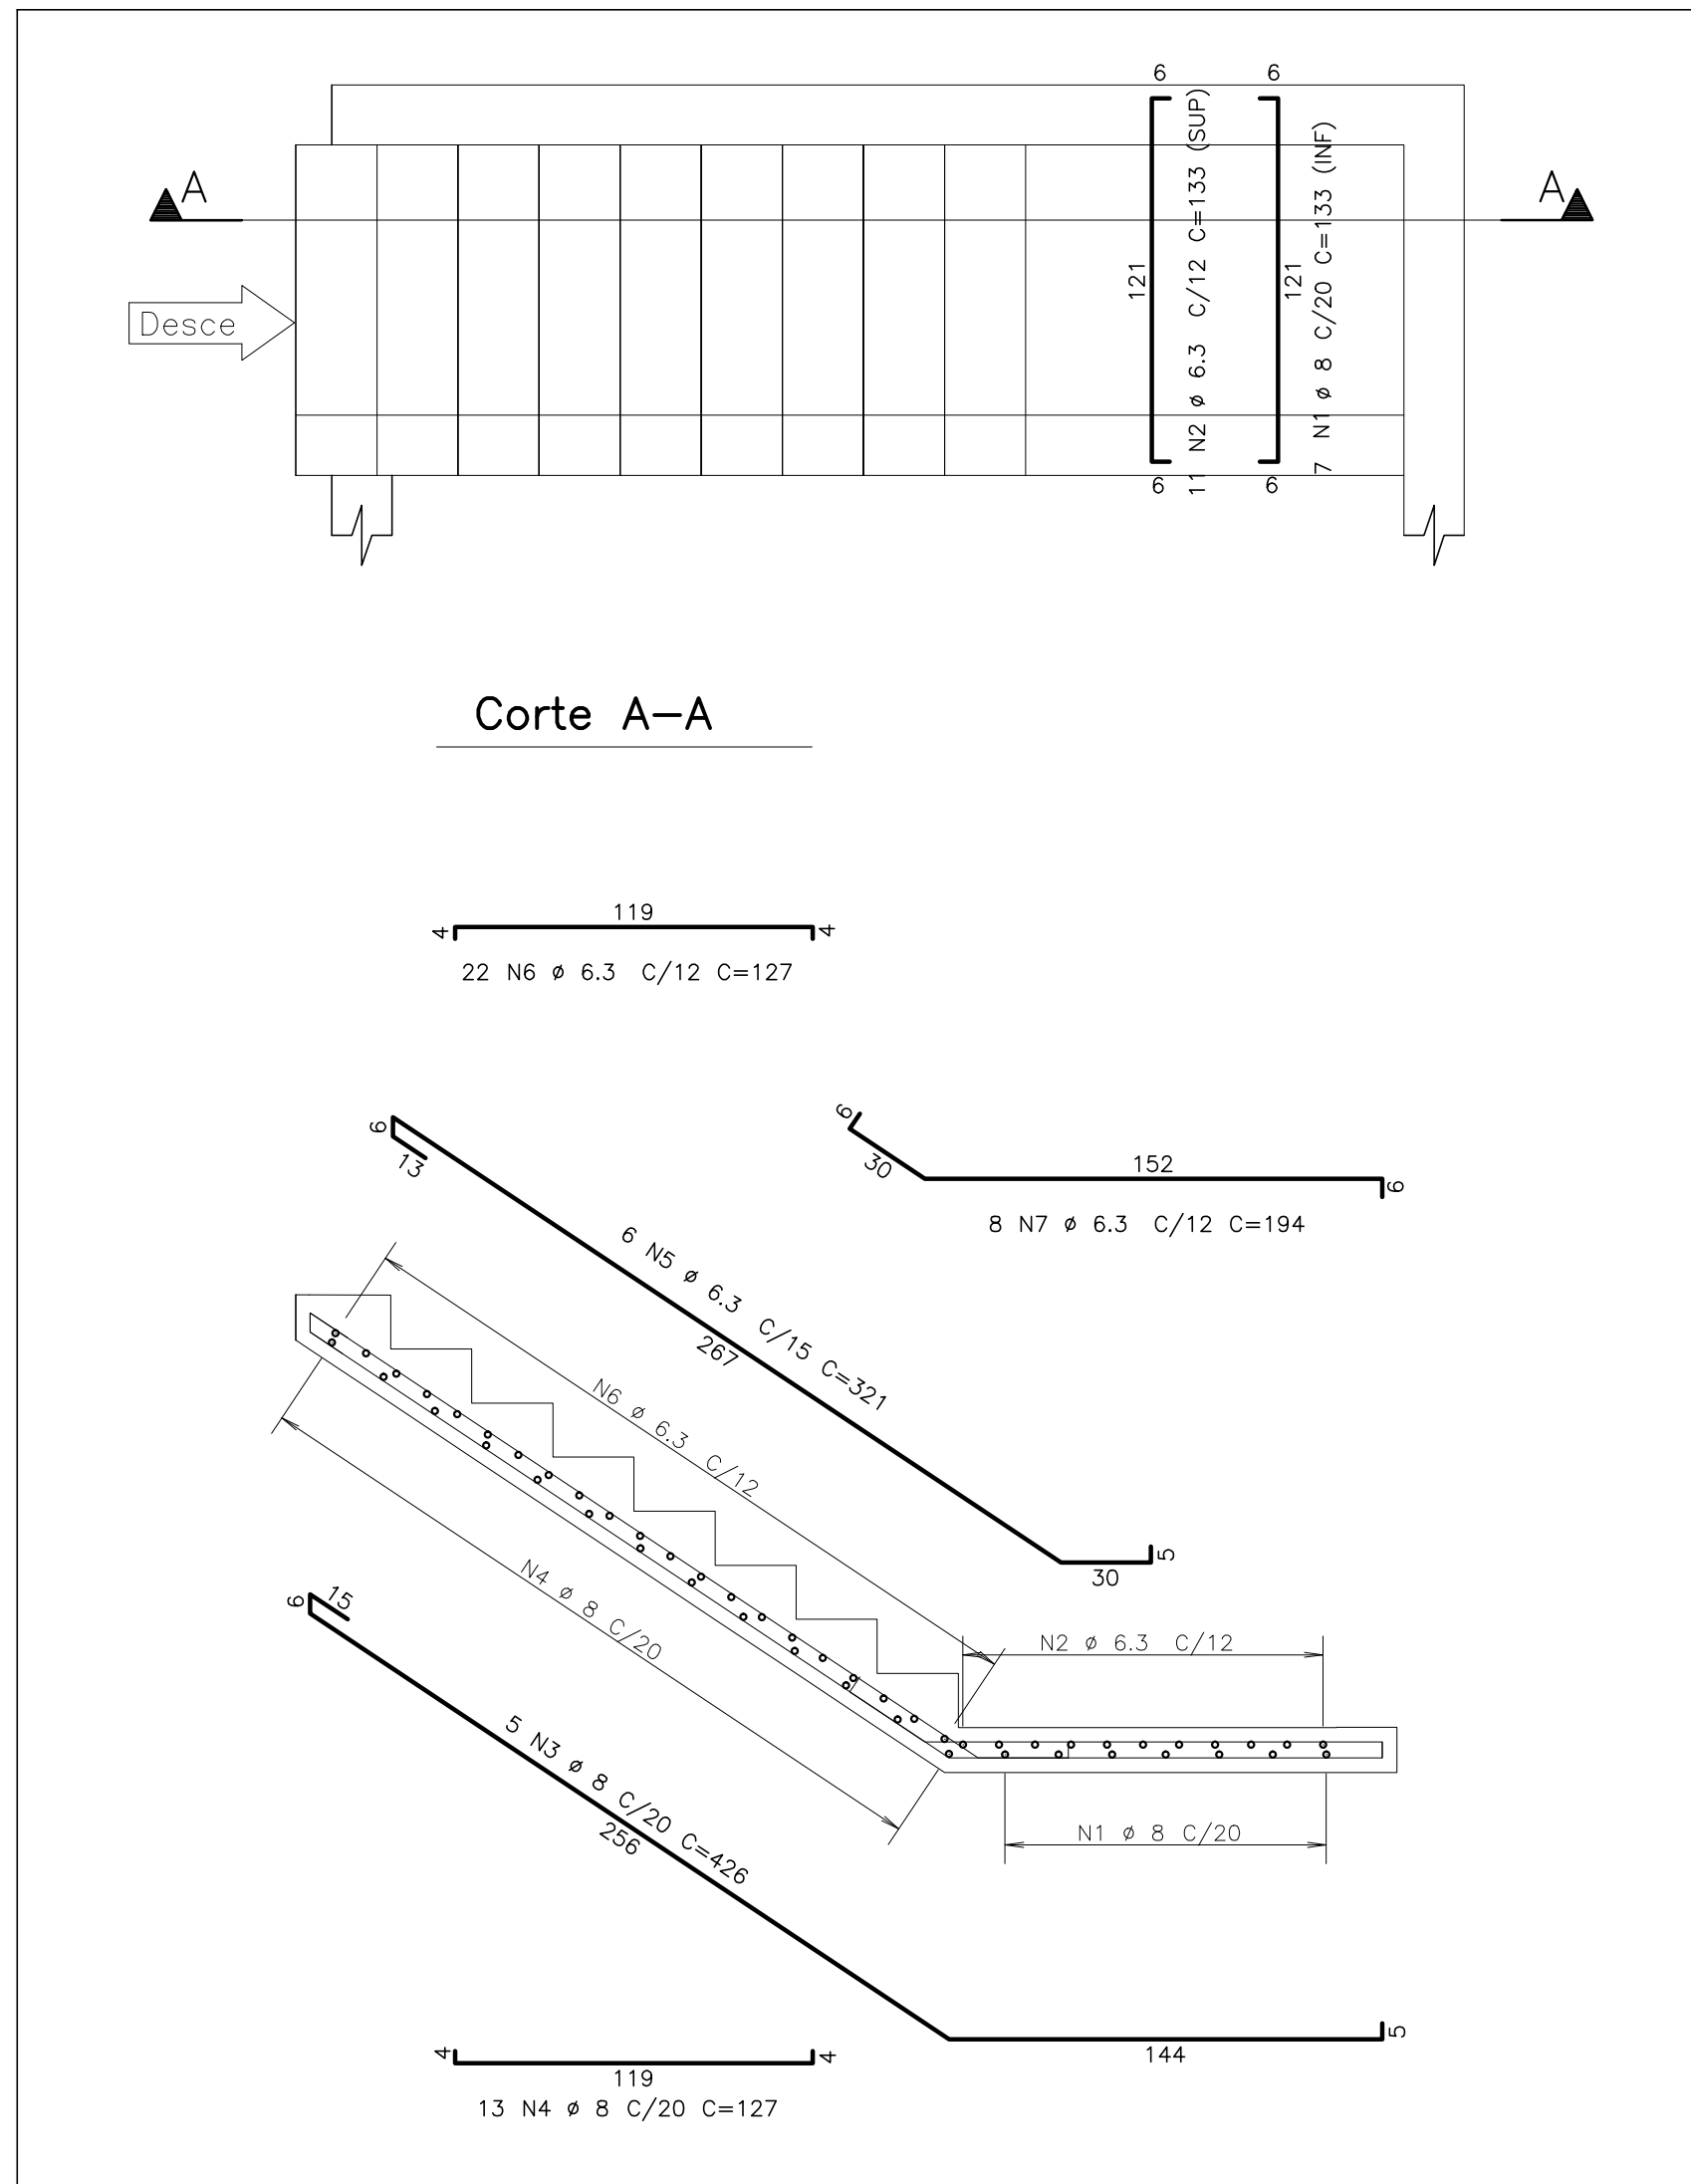 6
6
A
A
Desce
121
11 N2 ø 6.3 C/12 C=133 (SUP)
121
7 N1 ø 8 C/20 C=133 (INF)
6
6
Corte A-A
119
4
4
22 N6 ø 6.3 C/12 C=127
6
13
6 N5 ø 6.3 C/15 C=321
267
30
5
6
30
152
6
8 N7 ø 6.3 C/12 C=194
N6 ø 6.3 C/12
N4 ø 8 C/20
N2 ø 6.3 C/12
N1 ø 8 C/20
6
15
5 N3 ø 8 C/20 C=426
256
144
5
4
4
119
13 N4 ø 8 C/20 C=127